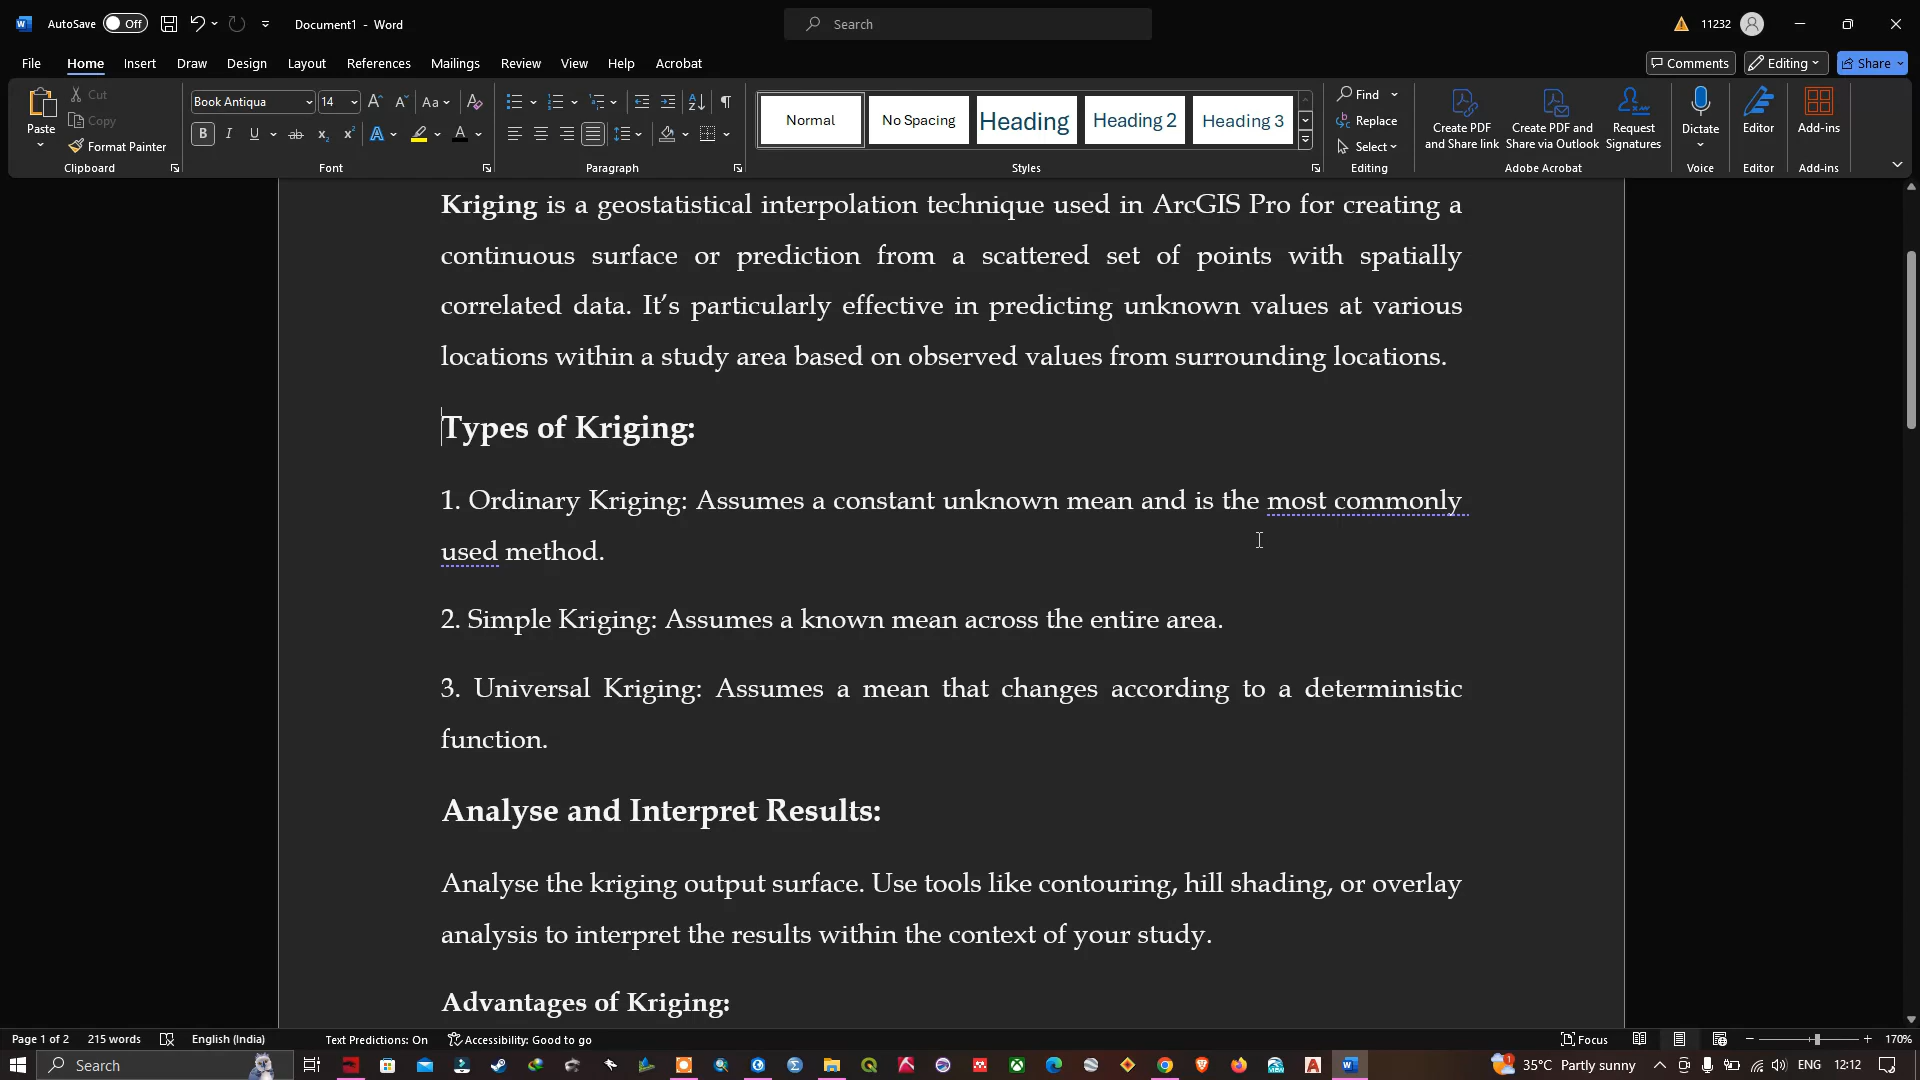 AutoSave Off Document1 - Word Search 11232
File Home Insert Draw Design Layout References Mailings Review View Help Acrobat Comments Editing Share
Paste Cut Copy Format Painter Clipboard
Book Antiqua 14 Aa
B I U ab x₂ x² A A Font
Paragraph
Normal No Spacing Heading Heading 2 Heading 3 Styles
Find Replace Select Editing
Create PDF and Share link Create PDF and Share via Outlook Request Signatures Adobe Acrobat
Dictate Voice Editor Editor Add-ins Add-ins
Kriging is a geostatistical interpolation technique used in ArcGIS Pro for creating a
continuous surface or prediction from a scattered set of points with spatially
correlated data. It’s particularly effective in predicting unknown values at various
locations within a study area based on observed values from surrounding locations.
Types of Kriging:
1. Ordinary Kriging: Assumes a constant unknown mean and is the most commonly
used method.
2. Simple Kriging: Assumes a known mean across the entire area.
3. Universal Kriging: Assumes a mean that changes according to a deterministic
function.
Analyse and Interpret Results:
Analyse the kriging output surface. Use tools like contouring, hill shading, or overlay
analysis to interpret the results within the context of your study.
Advantages of Kriging:
Page 1 of 2 215 words English (India) Text Predictions: On Accessibility: Good to go Focus 170%
Search 35°C Partly sunny ENG 12:12